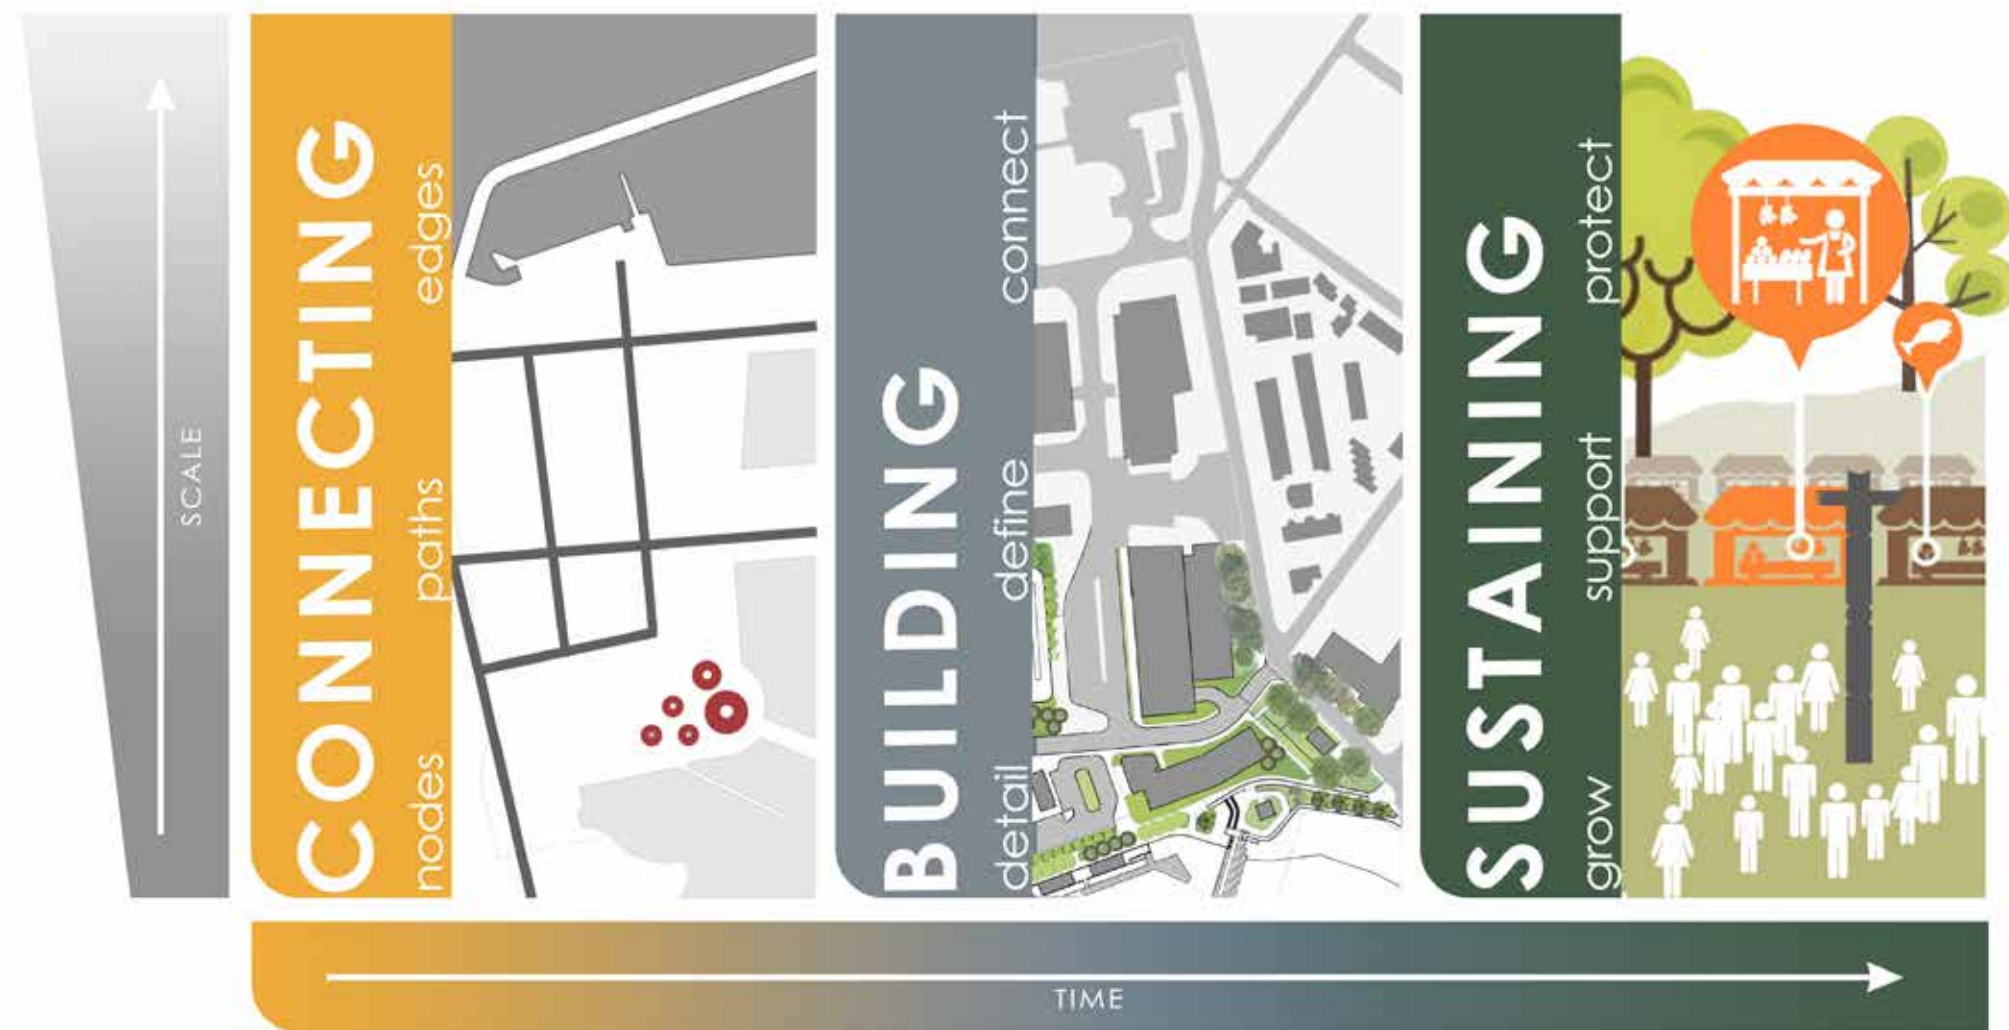 SCALE
CONNECTING
nodes paths edges
BUILDING
detail define connect
SUSTAINING
grow support protect
TIME